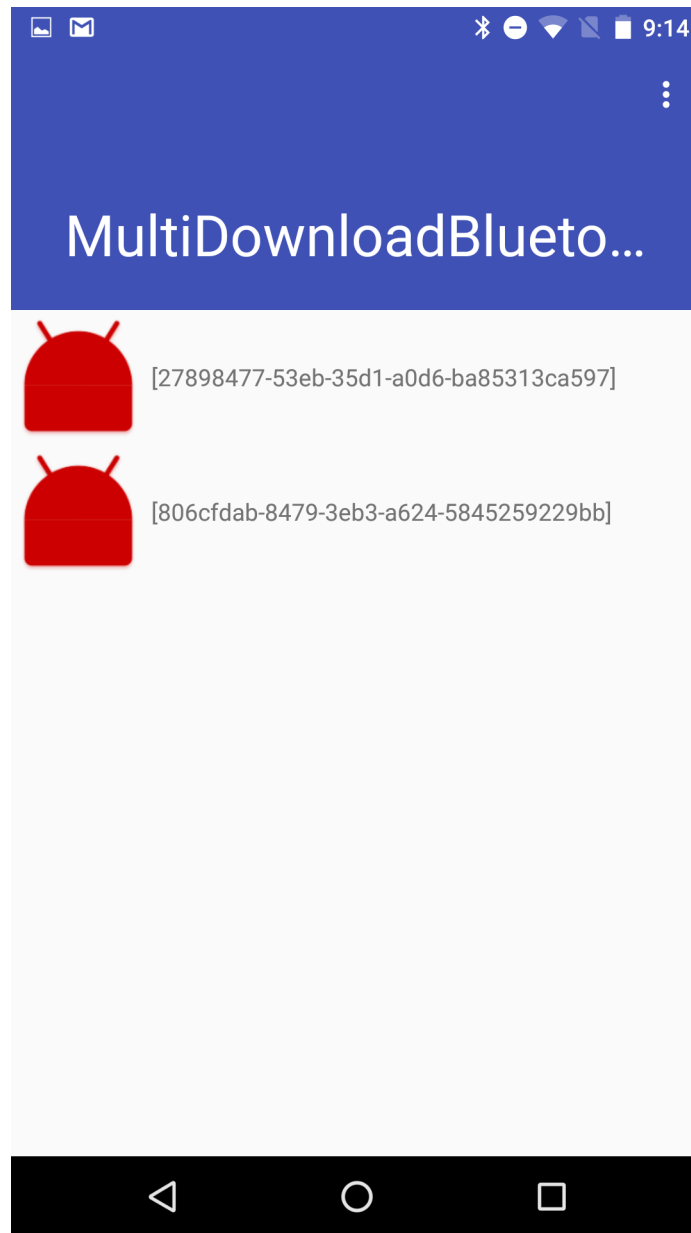 9:14
MultiDownloadBlueto...
[27898477-53eb-35d1-a0d6-ba85313ca597]
[806cfdab-8479-3eb3-a624-5845259229bb]